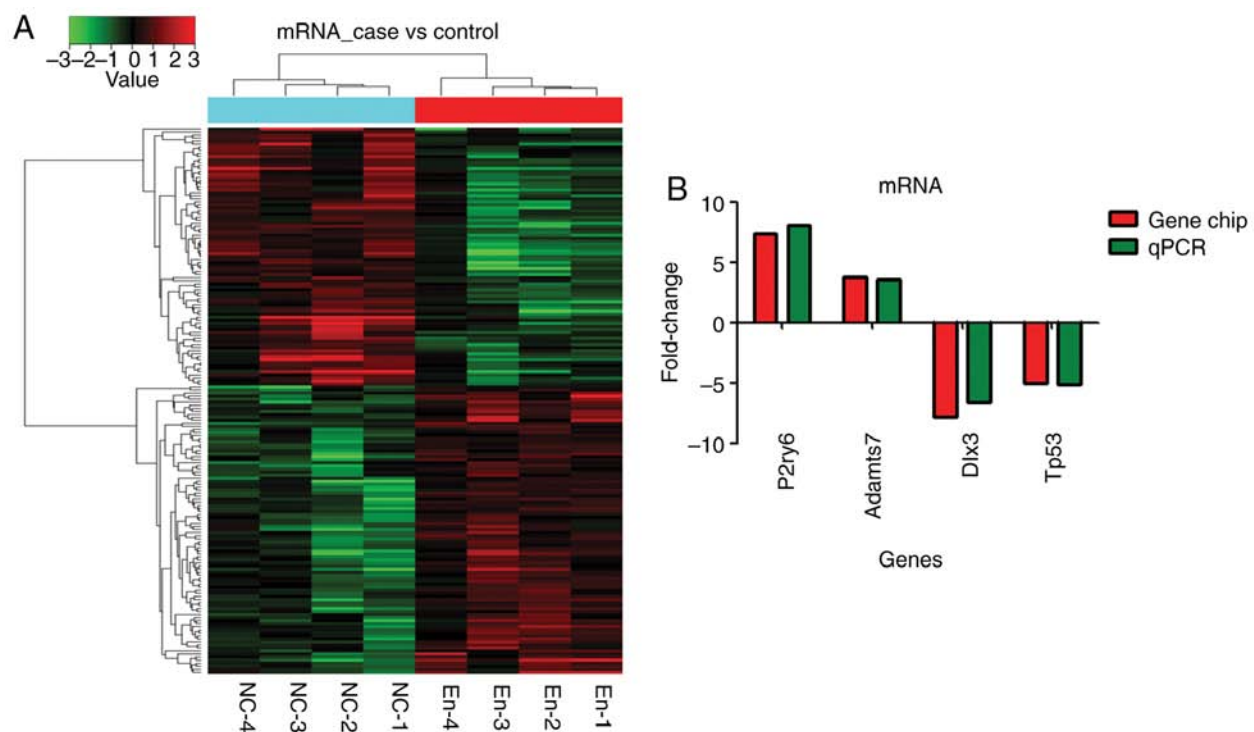 A
−3−2−1 0 1 2 3
Value
mRNA_case vs control
NC-4
NC-3
NC-2
NC-1
En-4
En-3
En-2
En-1
B
mRNA
Gene chip
qPCR
Fold-change
10
5
0
−5
−10
P2ry6
Adamts7
Dlx3
Tp53
Genes